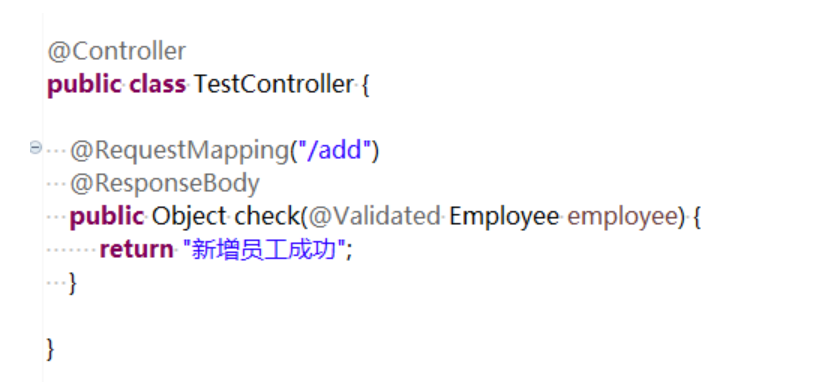 @Controller
public class TestController {
@RequestMapping("/add")
@ResponseBody
public Object check(@Validated Employee employee) {
return "新增员工成功";
}
}